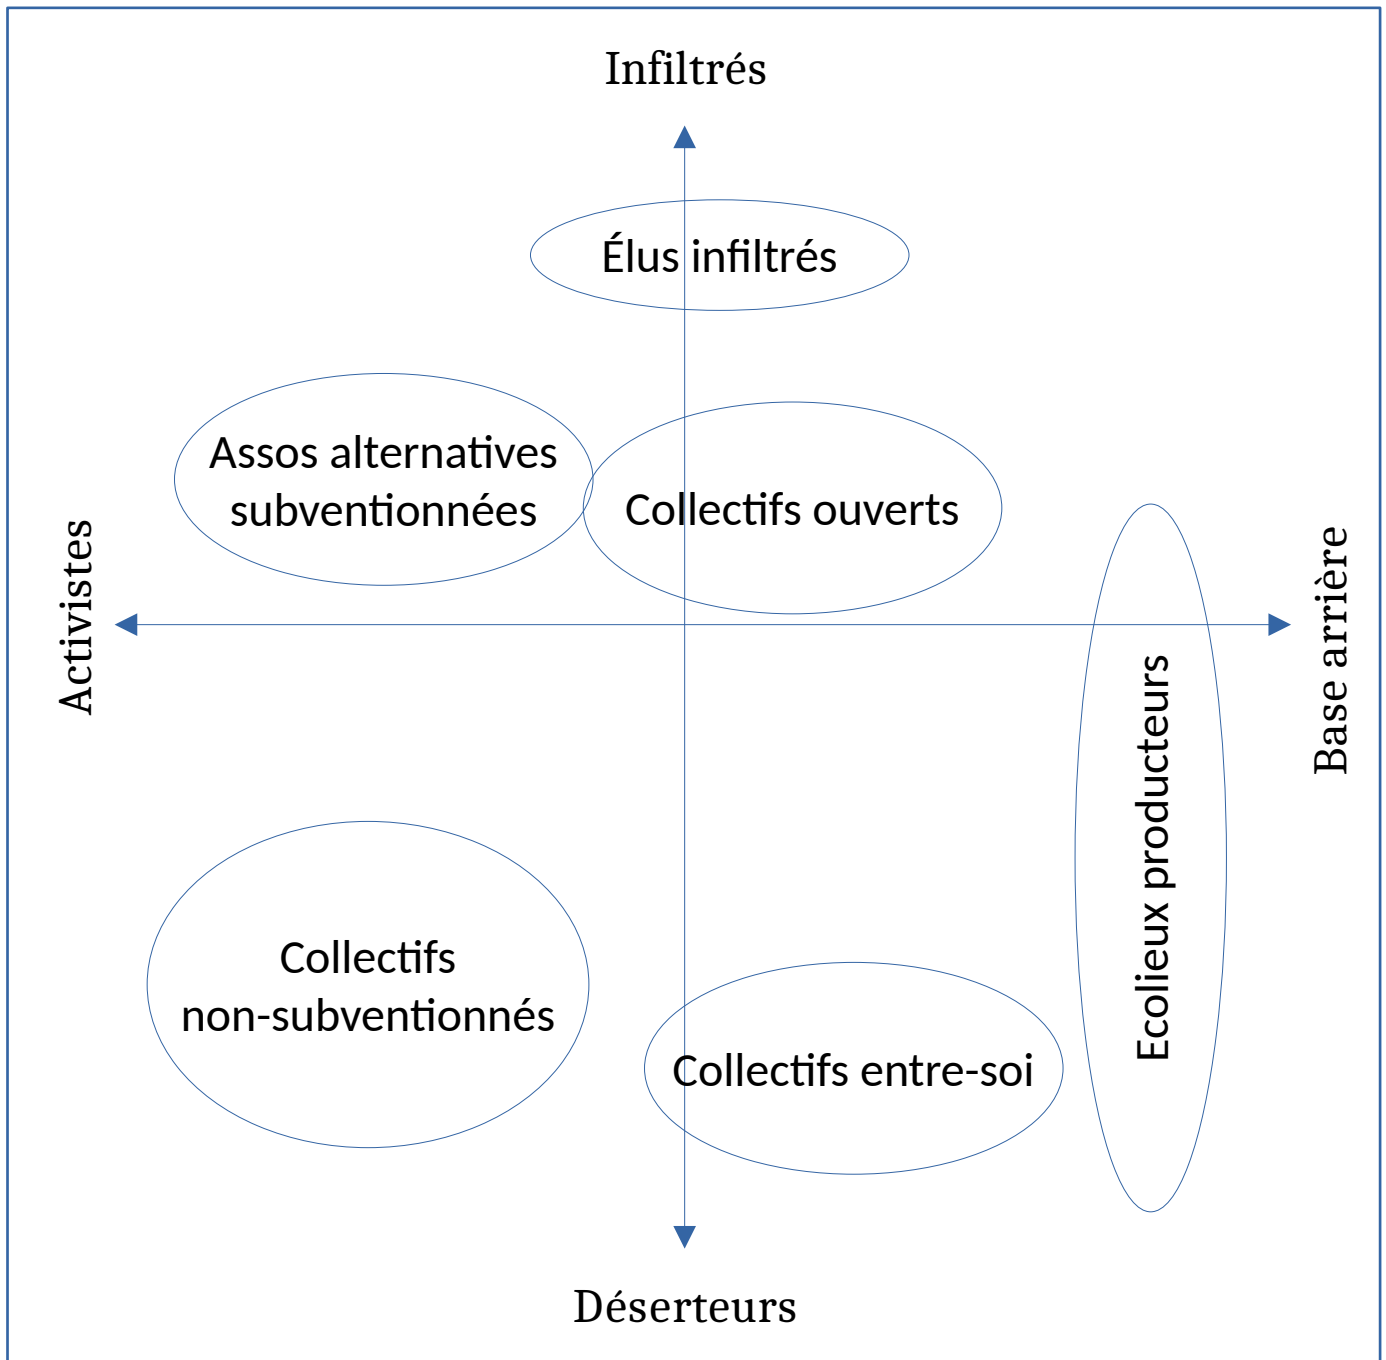 Infiltrés
Élus infiltrés
Assos alternatives
subventionnées
Collectifs ouverts
Activistes
Base arrière
Ecolieux producteurs
Collectifs
non-subventionnés
Collectifs entre-soi
Déserteurs